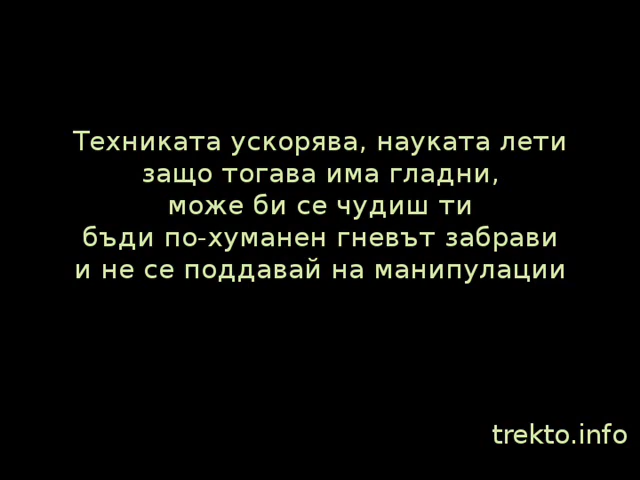 Техниката ускорява, науката лети
защо тогава има гладни,
може би се чудиш ти
бъди по-хуманен гневът забрави
и не се поддавай на манипулации
trekto.info